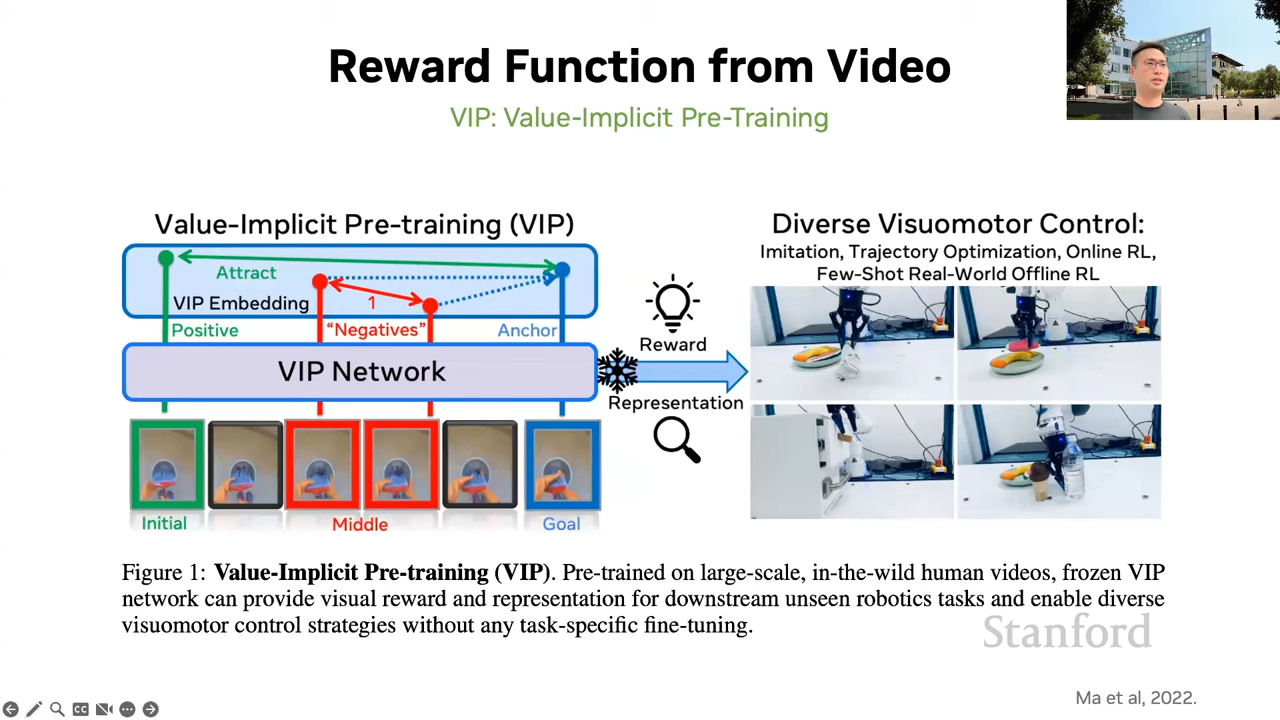 Reward Function from Video
VIP: Value-Implicit Pre-Training
Value-Implicit Pre-training (VIP)
Attract
VIP Embedding
1
Positive
"Negatives"
Anchor
VIP Network
Initial
Middle
Goal
Reward
Representation
Diverse Visuomotor Control:
Imitation, Trajectory Optimization, Online RL,
Few-Shot Real-World Offline RL
Figure 1: Value-Implicit Pre-training (VIP). Pre-trained on large-scale, in-the-wild human videos, frozen VIP
network can provide visual reward and representation for downstream unseen robotics tasks and enable diverse
visuomotor control strategies without any task-specific fine-tuning.
Stanford
Ma et al, 2022.
CC